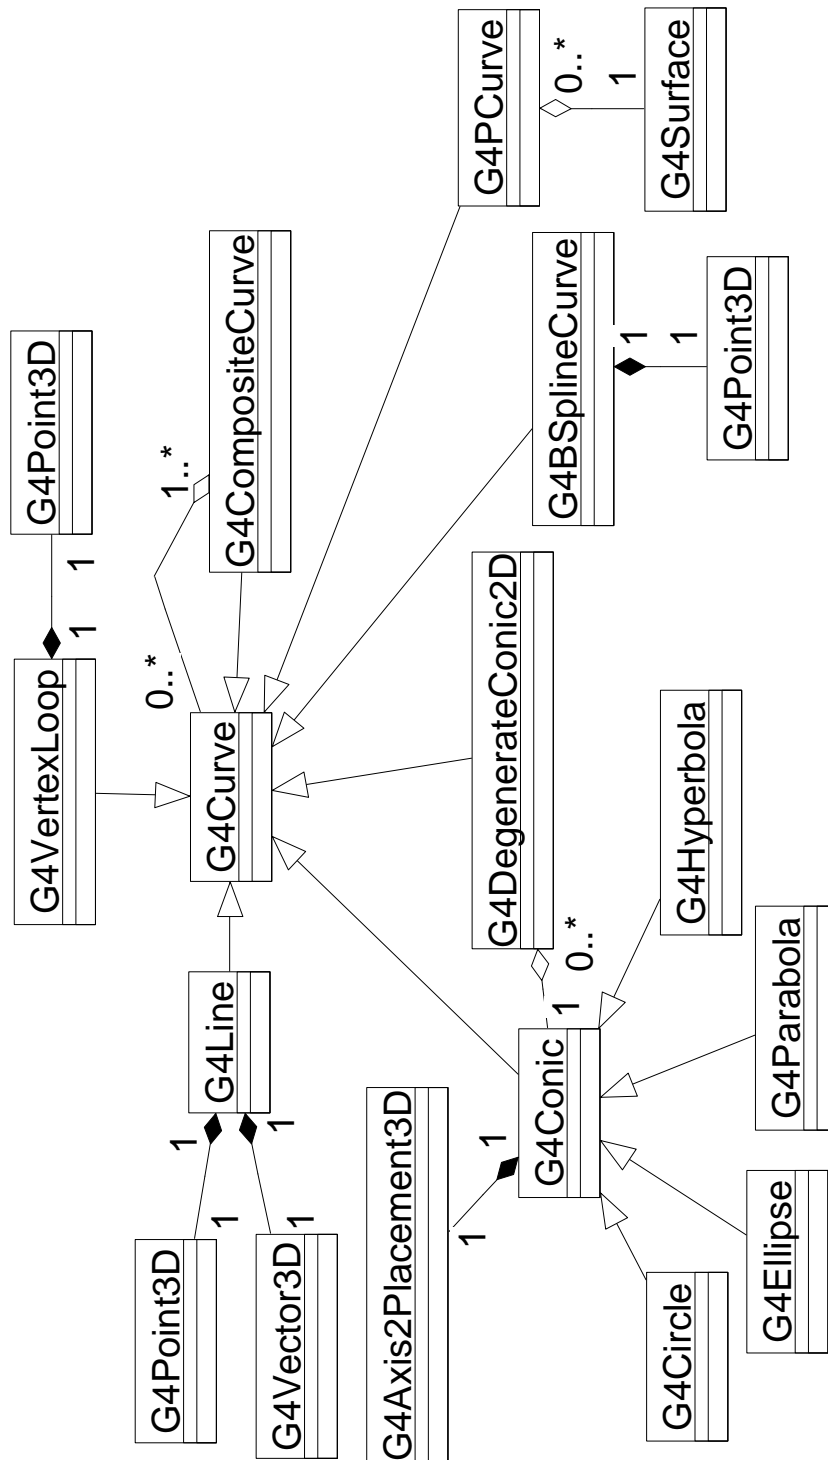 G4VertexLoop
G4Point3D
1
1
G4Point3D
0..*
1..*
1
1
G4Line
G4Curve
G4CompositeCurve
G4Vector3D
1
1
G4Axis2Placement3D
1
1
G4DegenerateConic2D
G4PCurve
G4Conic
1
0..*
G4BSplineCurve
0..*
1
1
1
G4Surface
G4Circle
G4Hyperbola
G4Point3D
G4Ellipse
G4Parabola